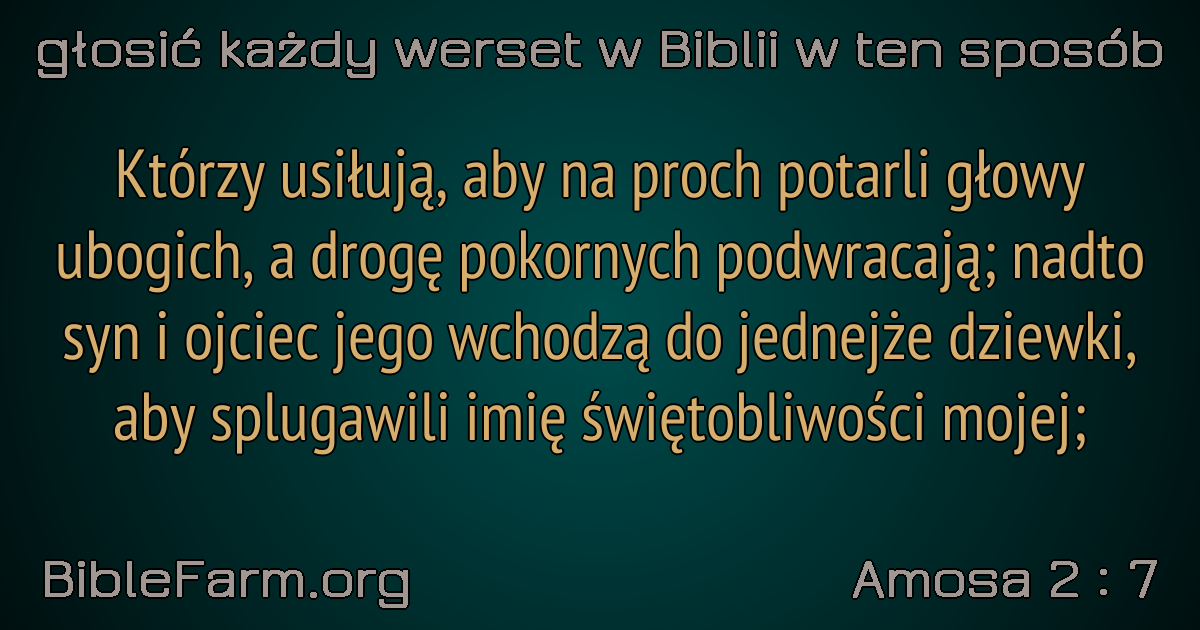 głosić każdy werset w Biblii w ten sposób
Którzy usiłują, aby na proch potarli głowy
ubogich, a drogę pokornych podwracają; nadto
syn i ojciec jego wchodzą do jednejże dziewki,
aby splugawili imię świętobliwości mojej;
BibleFarm.org
Amosa 2 : 7